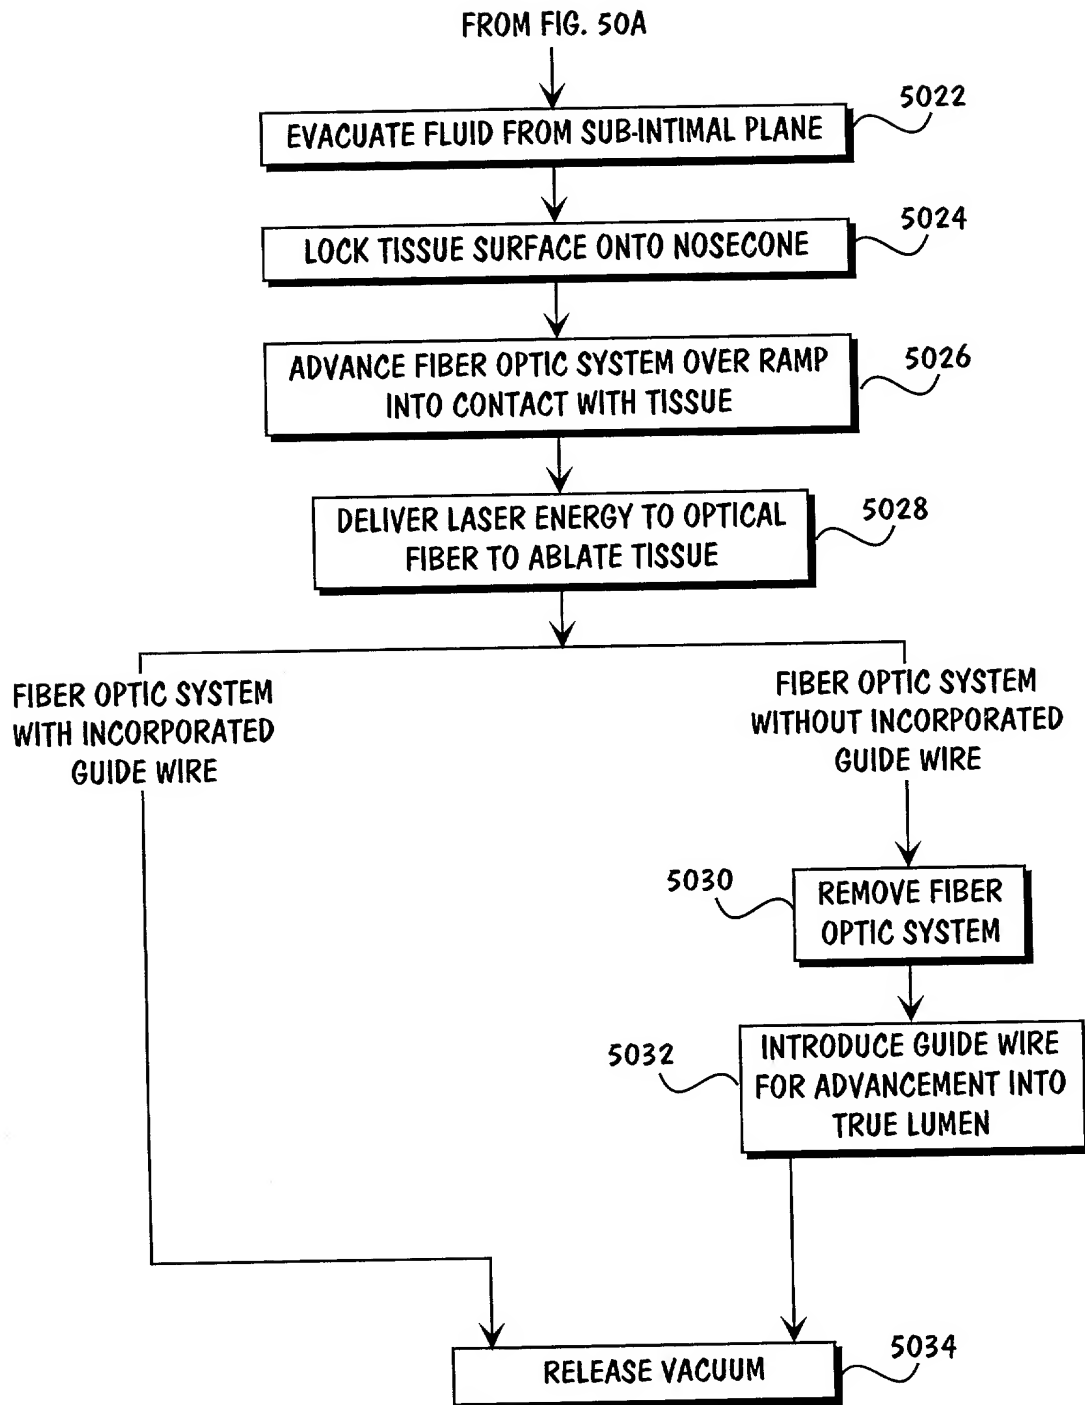 FROM FIG. 50A
5022
EVACUATE FLUID FROM SUB-INTIMAL PLANE
5024
LOCK TISSUE SURFACE ONTO NOSECONE
5026
ADVANCE FIBER OPTIC SYSTEM OVER RAMP
INTO CONTACT WITH TISSUE
5028
DELIVER LASER ENERGY TO OPTICAL
FIBER TO ABLATE TISSUE
FIBER OPTIC SYSTEM
WITH INCORPORATED
GUIDE WIRE
FIBER OPTIC SYSTEM
WITHOUT INCORPORATED
GUIDE WIRE
5030
REMOVE FIBER
OPTIC SYSTEM
5032
INTRODUCE GUIDE WIRE
FOR ADVANCEMENT INTO
TRUE LUMEN
5034
RELEASE VACUUM